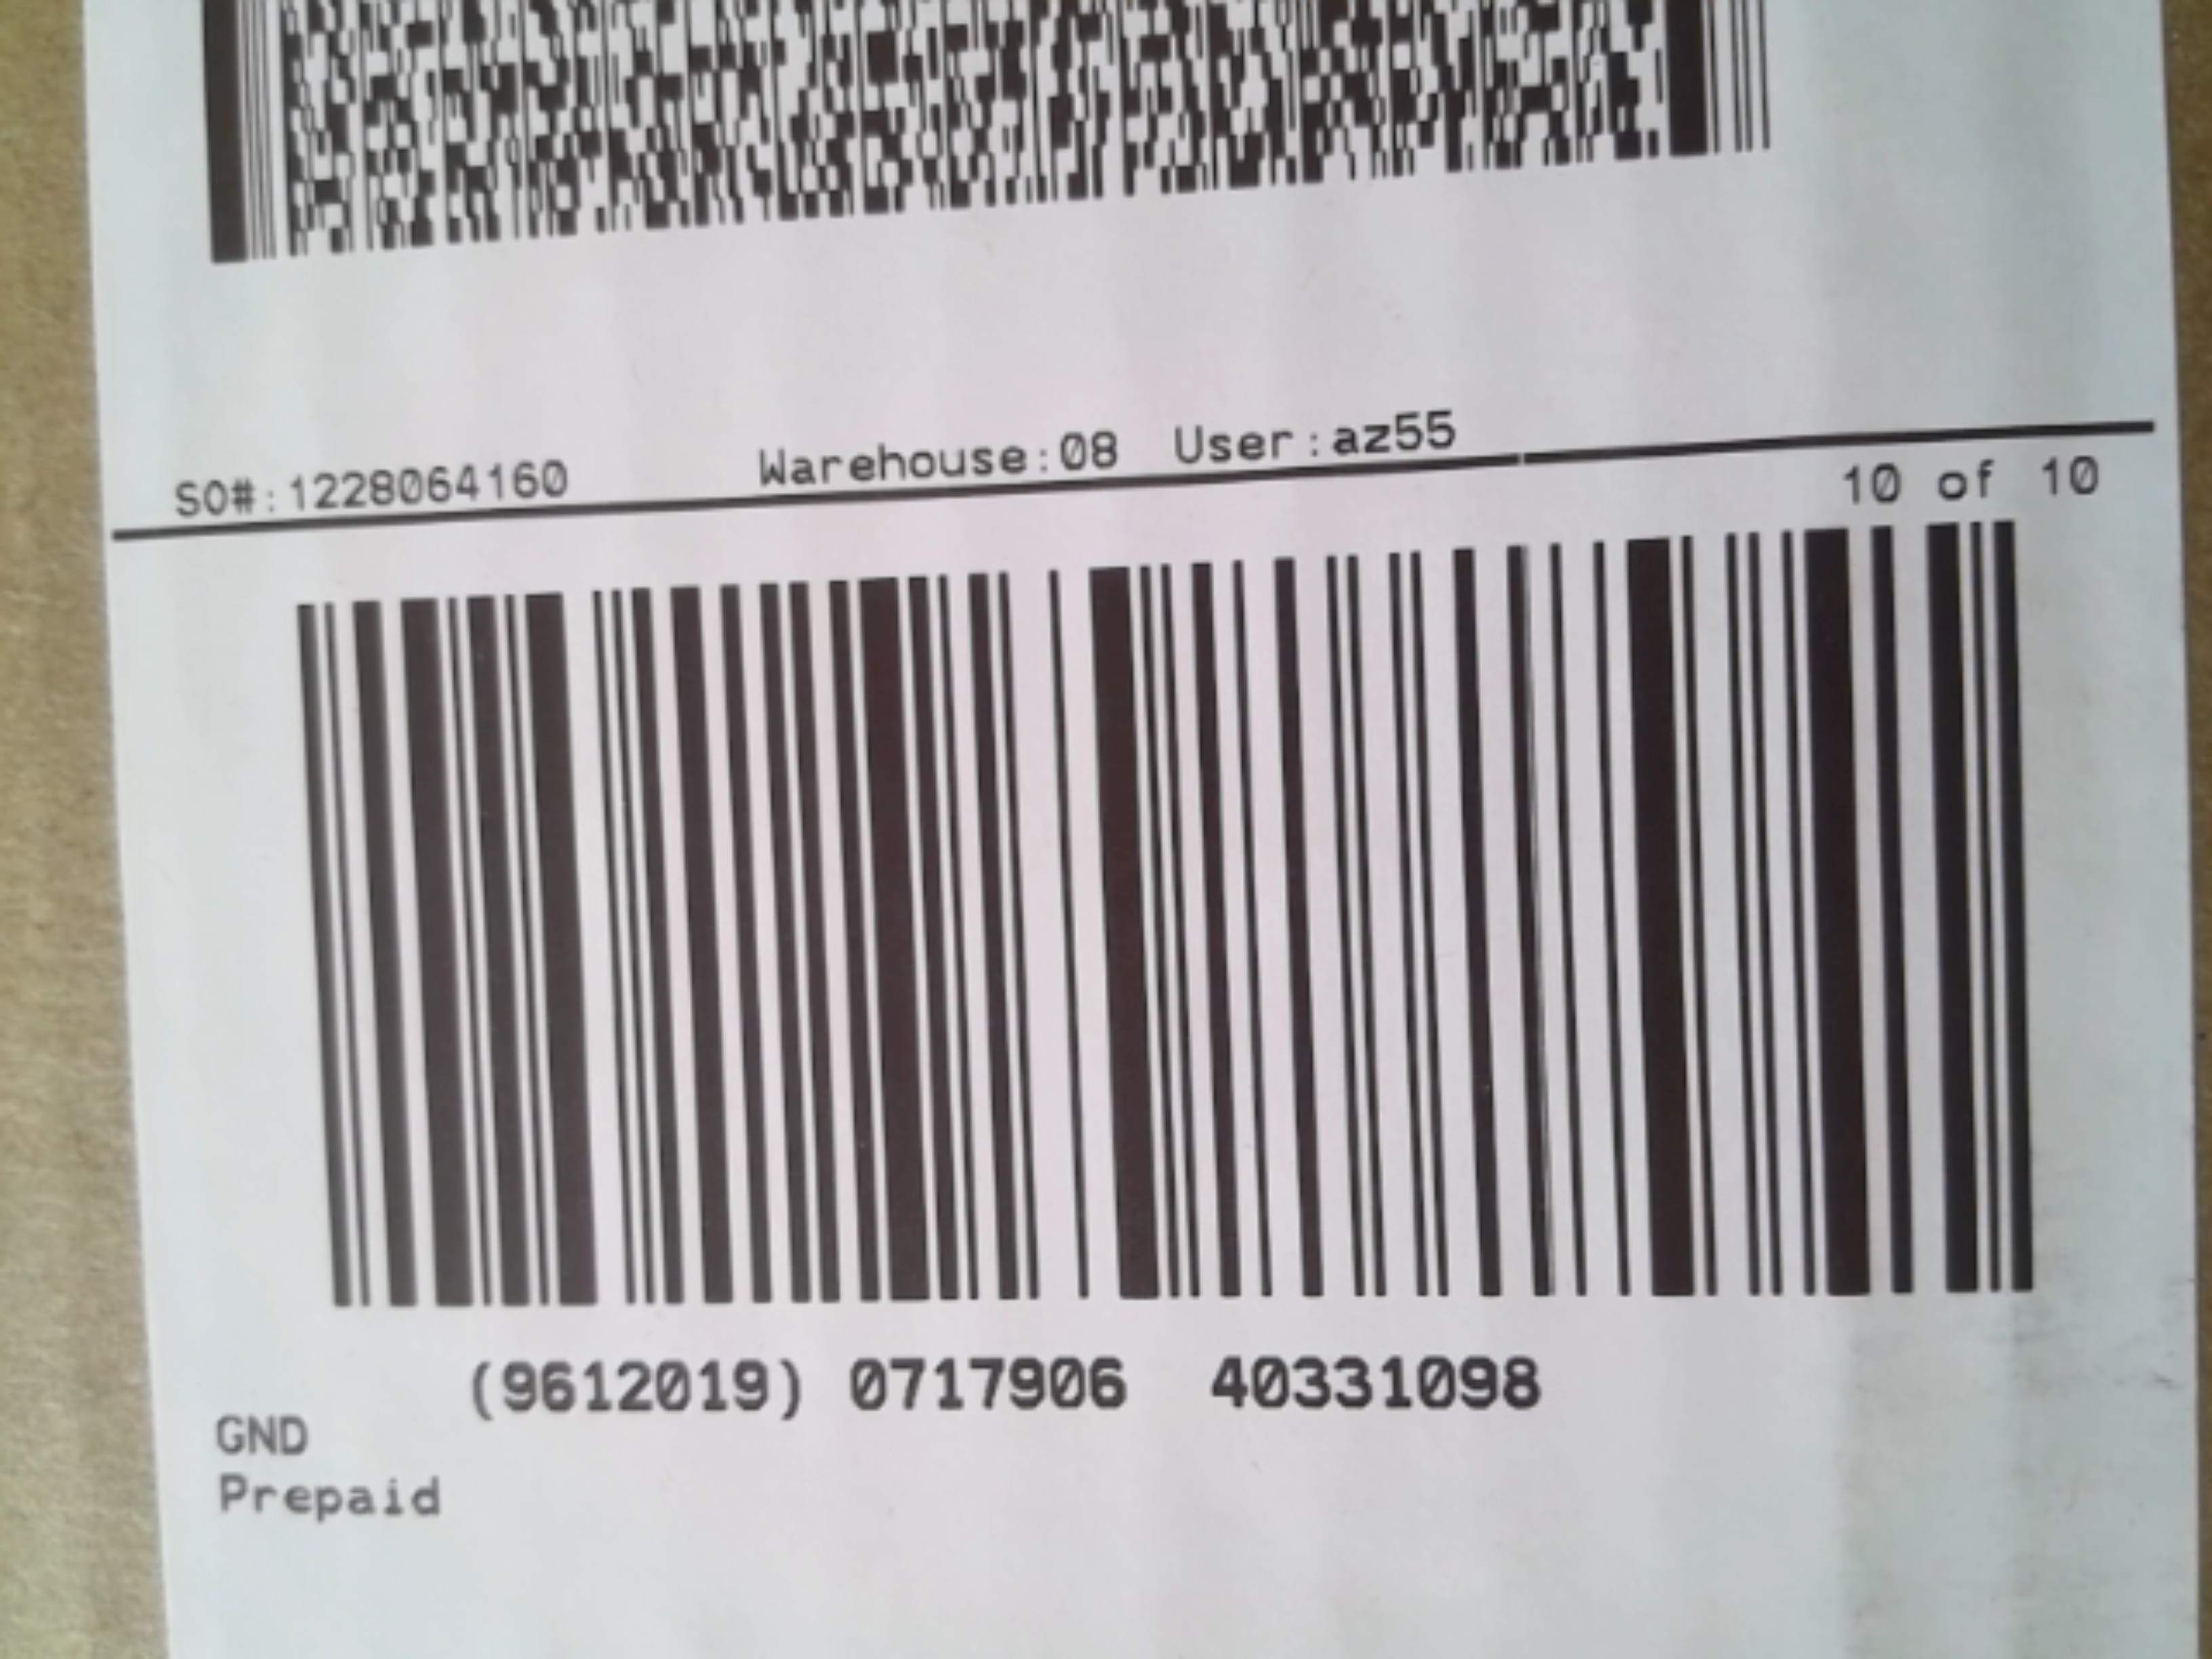 SO#:1228064160 Warehouse:08 User:az55
10 of 10
(9612019) 0717906 40331098
GND
Prepaid